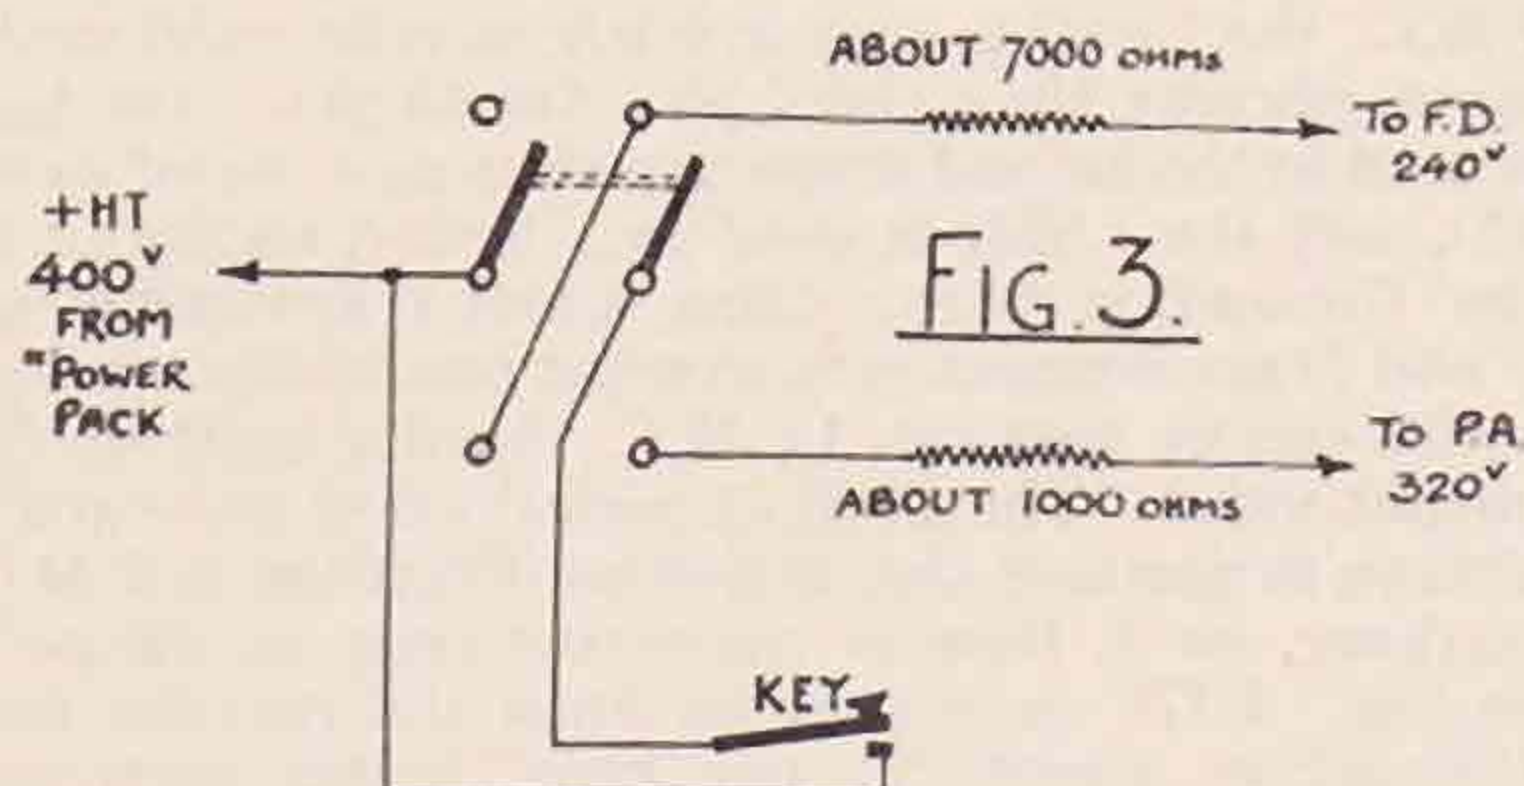 ABOUT 7000 OHMS
TO F.D.
240V
+HT
400V
FROM
"POWER
PACK
FIG. 3.
TO P.A.
320V
ABOUT 1000 OHMS
KEY